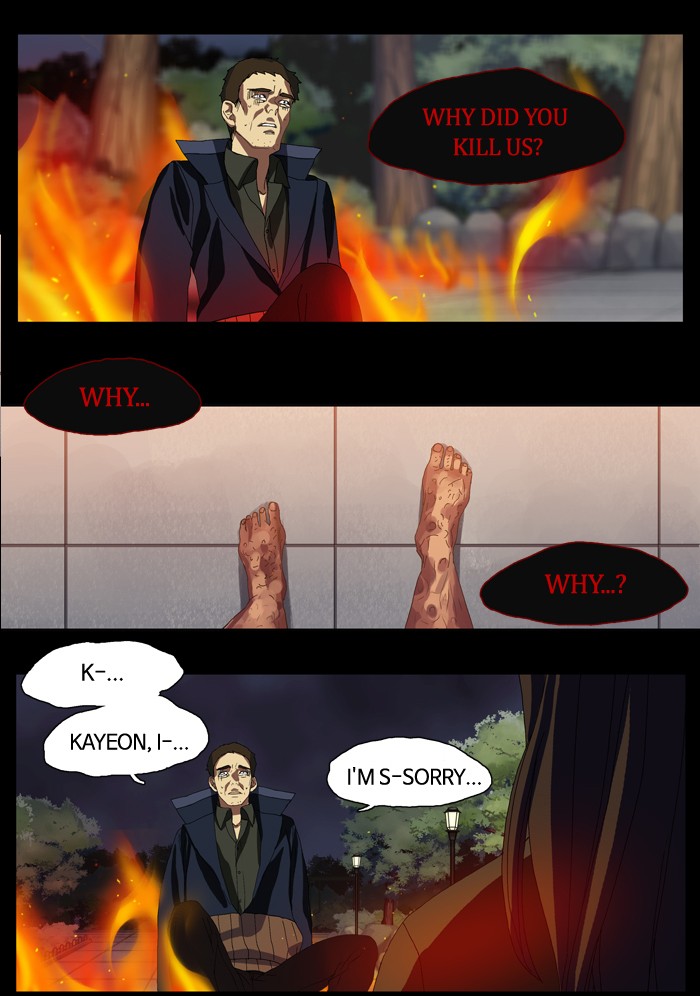 WHY DID YOU
KILL US?
WHY...
WHY...?
K-...
KAYEON, I-...
I'M S-SORRY...